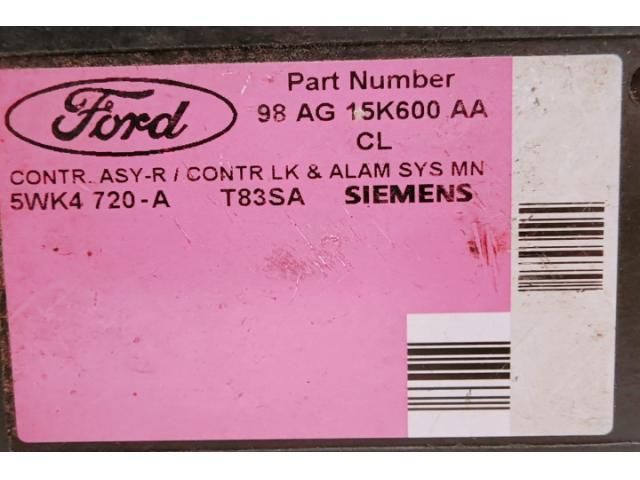 Ford
Part Number
98 AG 15K600 AA
CL
CONTR. ASY-R / CONTR LK & ALAM SYS MN
5WK4 720-A T83SA SIEMENS